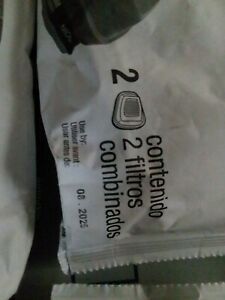 2
contenido
2 filtros
combinados
Use by:
Utiliser avant :
Usar antes de:
08.2025